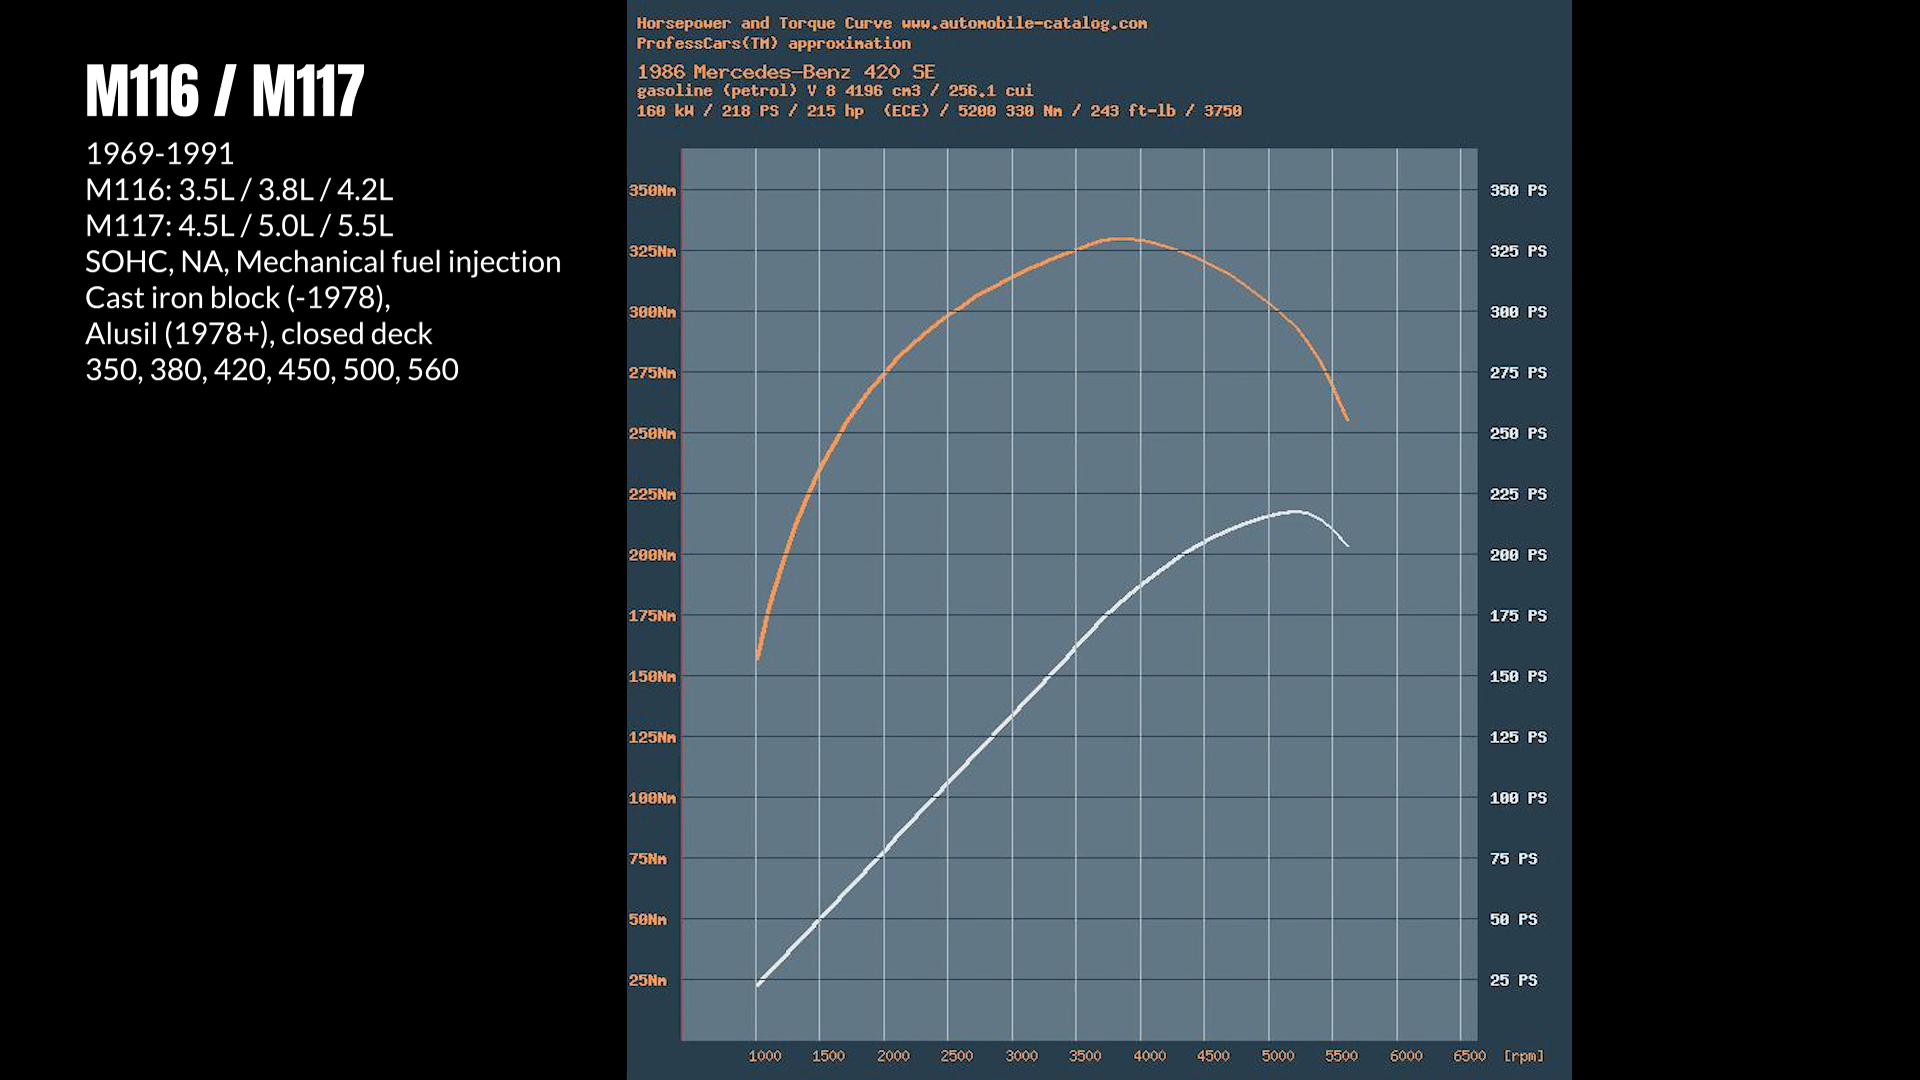 M116 / M117
1969-1991
M116: 3.5L / 3.8L / 4.2L
M117: 4.5L / 5.0L / 5.5L
SOHC, NA, Mechanical fuel injection
Cast iron block (-1978),
Alusil (1978+), closed deck
350, 380, 420, 450, 500, 560
Horsepower and Torque Curve www.automobile-catalog.com
ProfessCars(TM) approximation
1986 Mercedes-Benz 420 SE
gasoline (petrol) V 8 4196 cm3 / 256.1 cui
160 kW / 218 PS / 215 hp (ECE) / 5200 330 Nm / 243 ft-lb / 3750
350Nm 350 PS
325Nm 325 PS
300Nm 300 PS
275Nm 275 PS
250Nm 250 PS
225Nm 225 PS
200Nm 200 PS
175Nm 175 PS
150Nm 150 PS
125Nm 125 PS
100Nm 100 PS
75Nm 75 PS
50Nm 50 PS
25Nm 25 PS
1000 1500 2000 2500 3000 3500 4000 4500 5000 5500 6000 6500 [rpm]